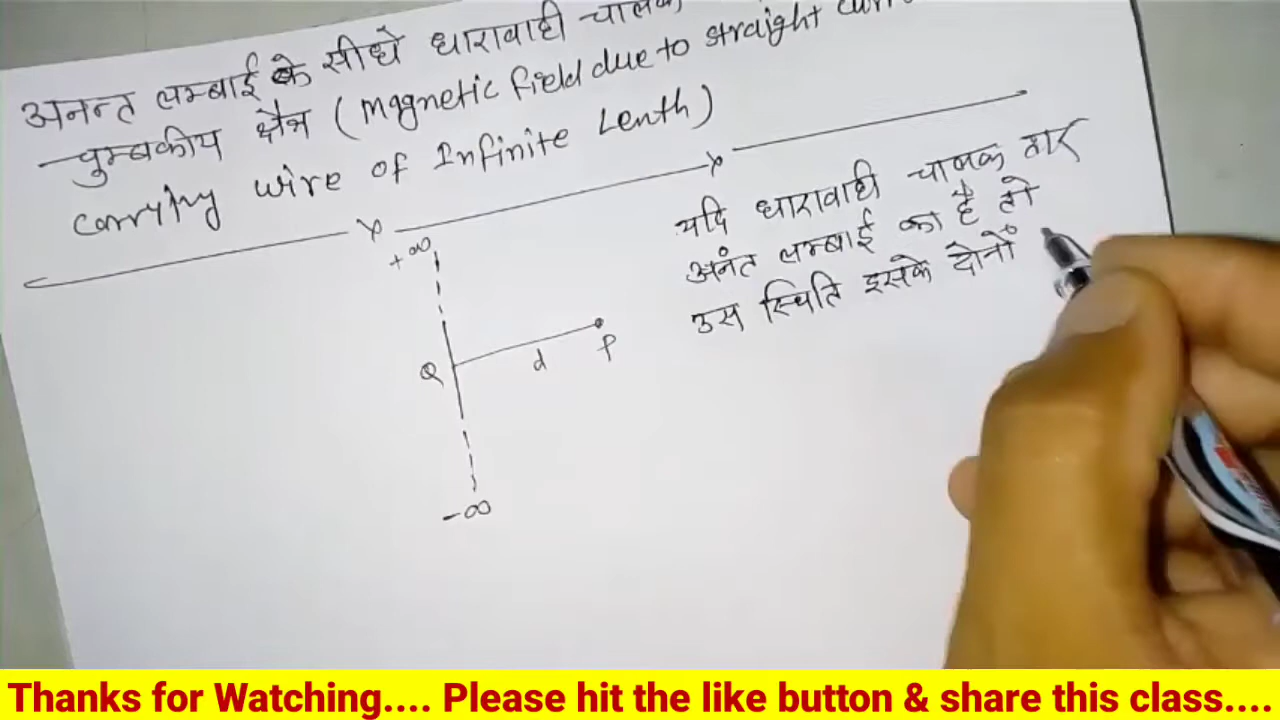 अनन्त लम्बाई के सीधे धारावाही चालक
चुम्बकीय क्षेत्र (Magnetic field due to straight
carrying wire of Infinite Lenth)
यदि धारावाही चालक तार
अनंत लम्बाई का है तो
उस स्थिति इसके दोनों
+∞
Q
d
P
-∞
Thanks for Watching.... Please hit the like button & share this class....